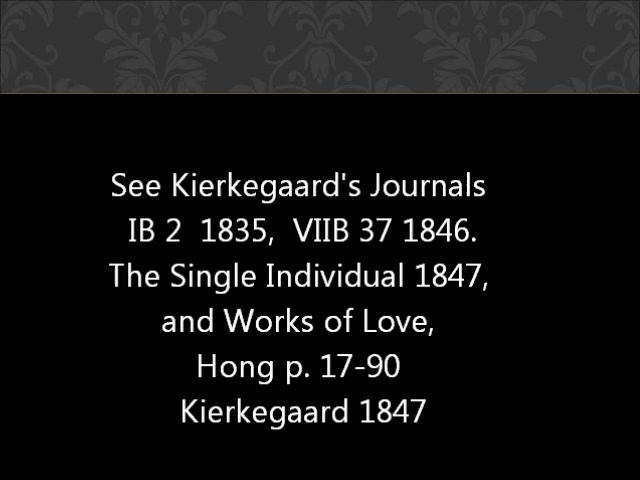 See Kierkegaard's Journals
IB 2 1835, VIIB 37 1846.
The Single Individual 1847,
and Works of Love,
Hong p. 17-90
Kierkegaard 1847